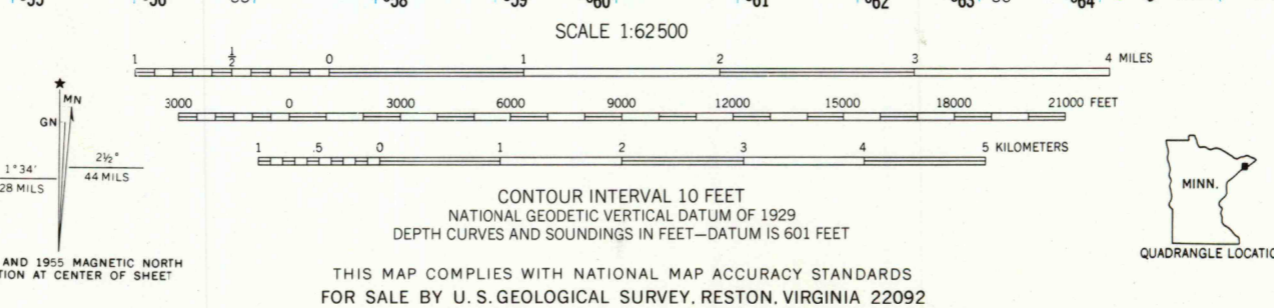 SCALE 1:62500
1 ½ 0 1 2 3 4 MILES
3000 0 3000 6000 9000 12000 15000 18000 21000 FEET
1 .5 0 1 2 3 4 5 KILOMETERS
★
MN
GN
1°34′
28 MILS
2½°
44 MILS
AND 1955 MAGNETIC NORTH
TION AT CENTER OF SHEET
CONTOUR INTERVAL 10 FEET
NATIONAL GEODETIC VERTICAL DATUM OF 1929
DEPTH CURVES AND SOUNDINGS IN FEET—DATUM IS 601 FEET
THIS MAP COMPLIES WITH NATIONAL MAP ACCURACY STANDARDS
FOR SALE BY U. S. GEOLOGICAL SURVEY, RESTON, VIRGINIA 22092
MINN.
QUADRANGLE LOCATIO